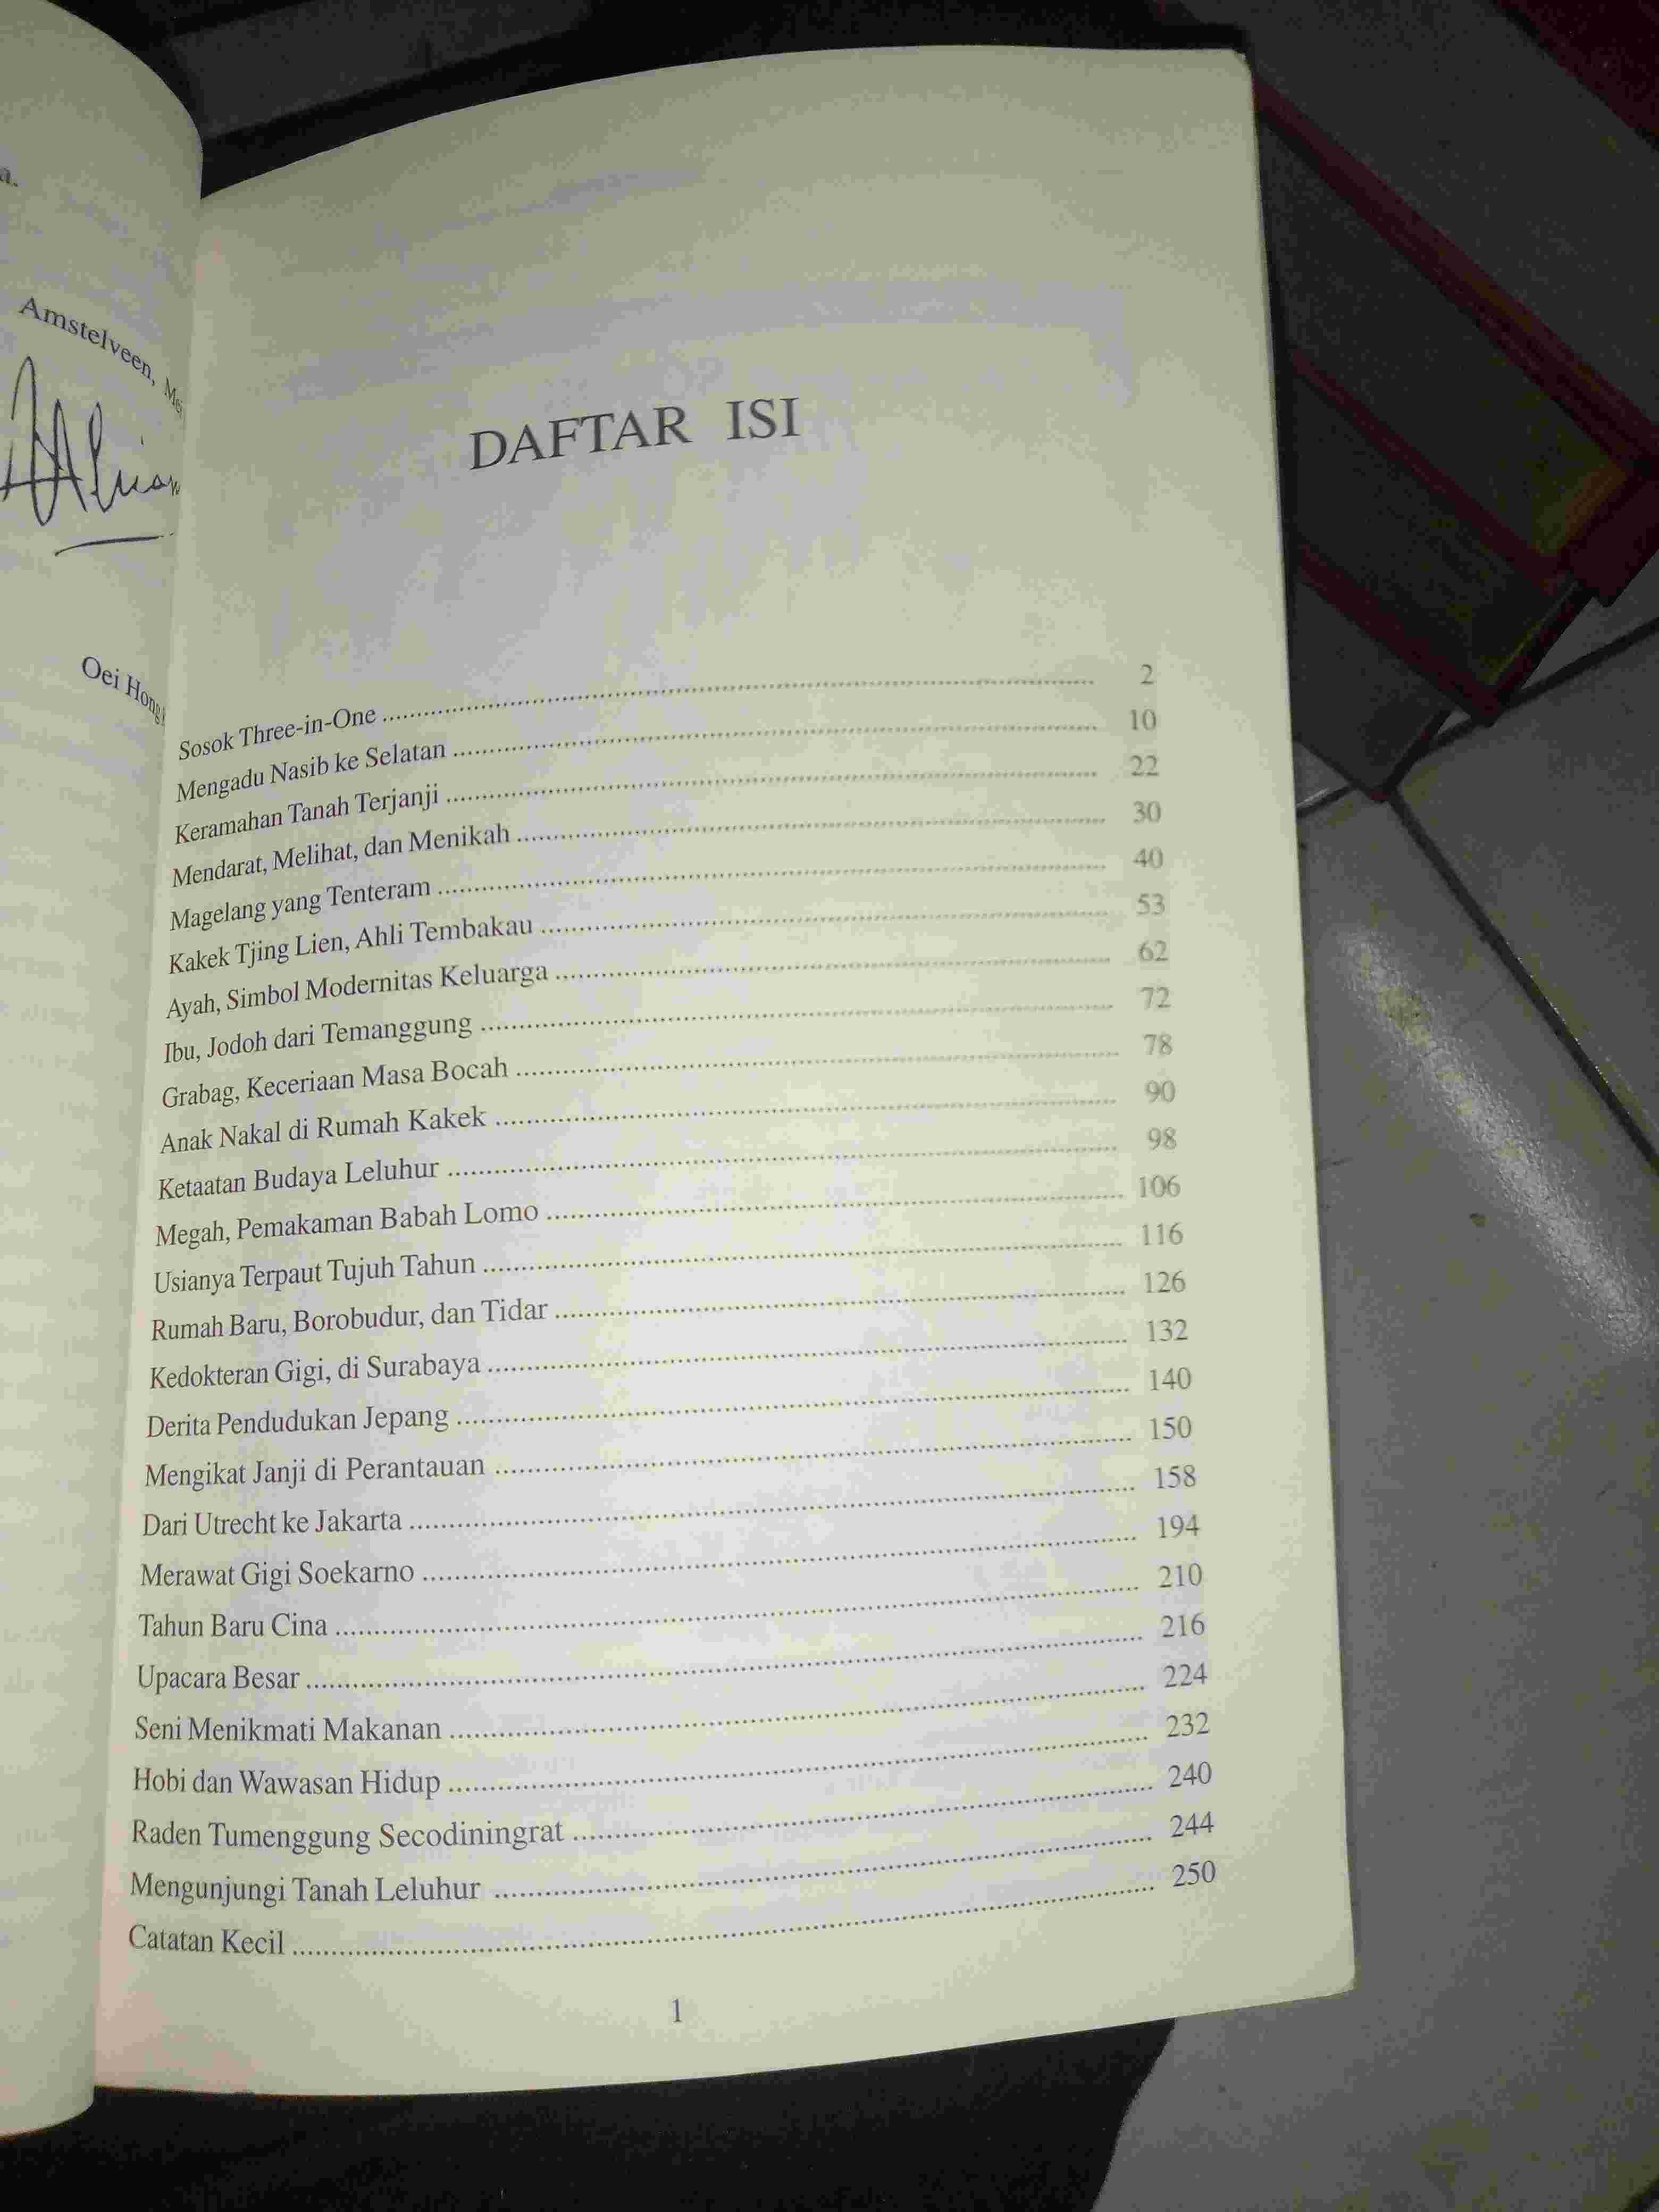 a.
Amstelveen,
Oei Hong
DAFTAR ISI
Sosok Three-in-One ........ 2
Mengadu Nasib ke Selatan ........ 10
Keramahan Tanah Terjanji ........ 22
Mendarat, Melihat, dan Menikah ........ 30
Magelang yang Tenteram ........ 40
Kakek Tjing Lien, Ahli Tembakau ........ 53
Ayah, Simbol Modernitas Keluarga ........ 62
Ibu, Jodoh dari Temanggung ........ 72
Grabag, Keceriaan Masa Bocah ........ 78
Anak Nakal di Rumah Kakek ........ 90
Ketaatan Budaya Leluhur ........ 98
Megah, Pemakaman Babah Lomo ........ 106
Usianya Terpaut Tujuh Tahun ........ 116
Rumah Baru, Borobudur, dan Tidar ........ 126
Kedokteran Gigi, di Surabaya ........ 132
Derita Pendudukan Jepang ........ 140
Mengikat Janji di Perantauan ........ 150
Dari Utrecht ke Jakarta ........ 158
Merawat Gigi Soekarno ........ 194
Tahun Baru Cina ........ 210
Upacara Besar ........ 216
Seni Menikmati Makanan ........ 224
Hobi dan Wawasan Hidup ........ 232
Raden Tumenggung Secodiningrat ........ 240
Mengunjungi Tanah Leluhur ........ 244
Catatan Kecil ........ 250
1